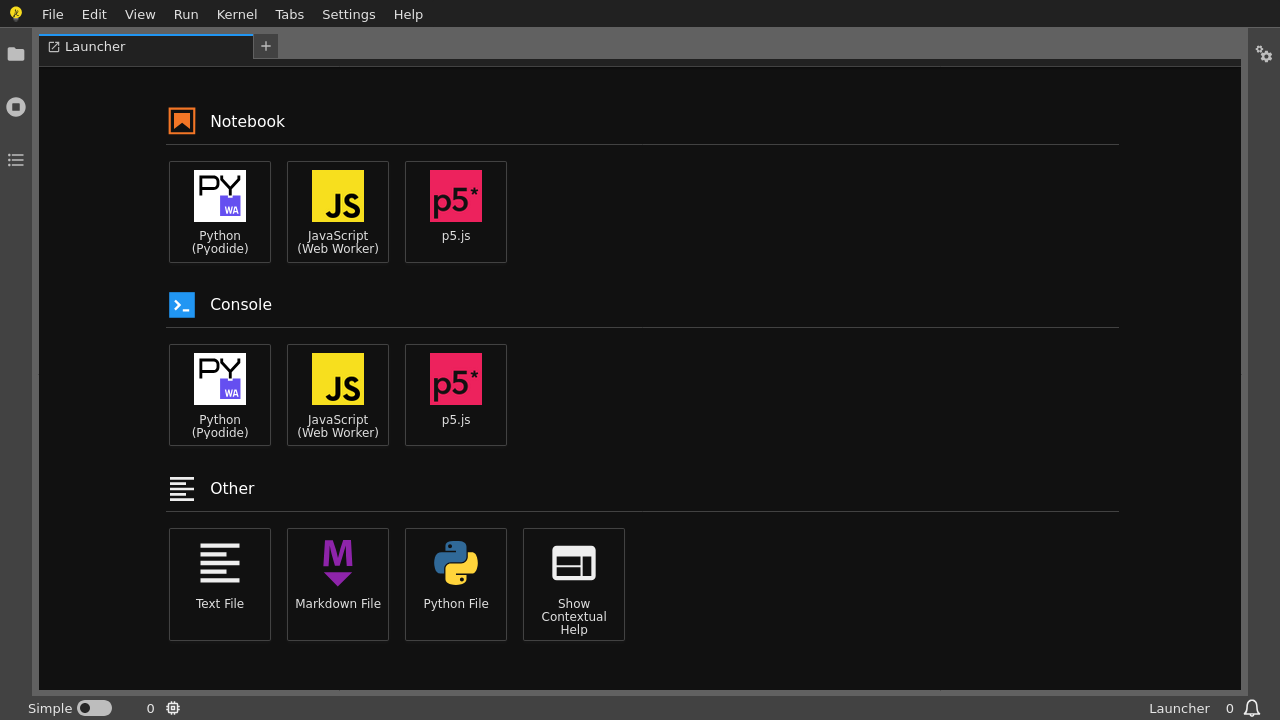 File Edit View Run Kernel Tabs Settings Help
Launcher
Notebook
PY WA
JS
p5*
Python (Pyodide)
JavaScript (Web Worker)
p5.js
Console
PY WA
JS
p5*
Python (Pyodide)
JavaScript (Web Worker)
p5.js
Other
M
Text File
Markdown File
Python File
Show Contextual Help
Simple 0 Launcher 0